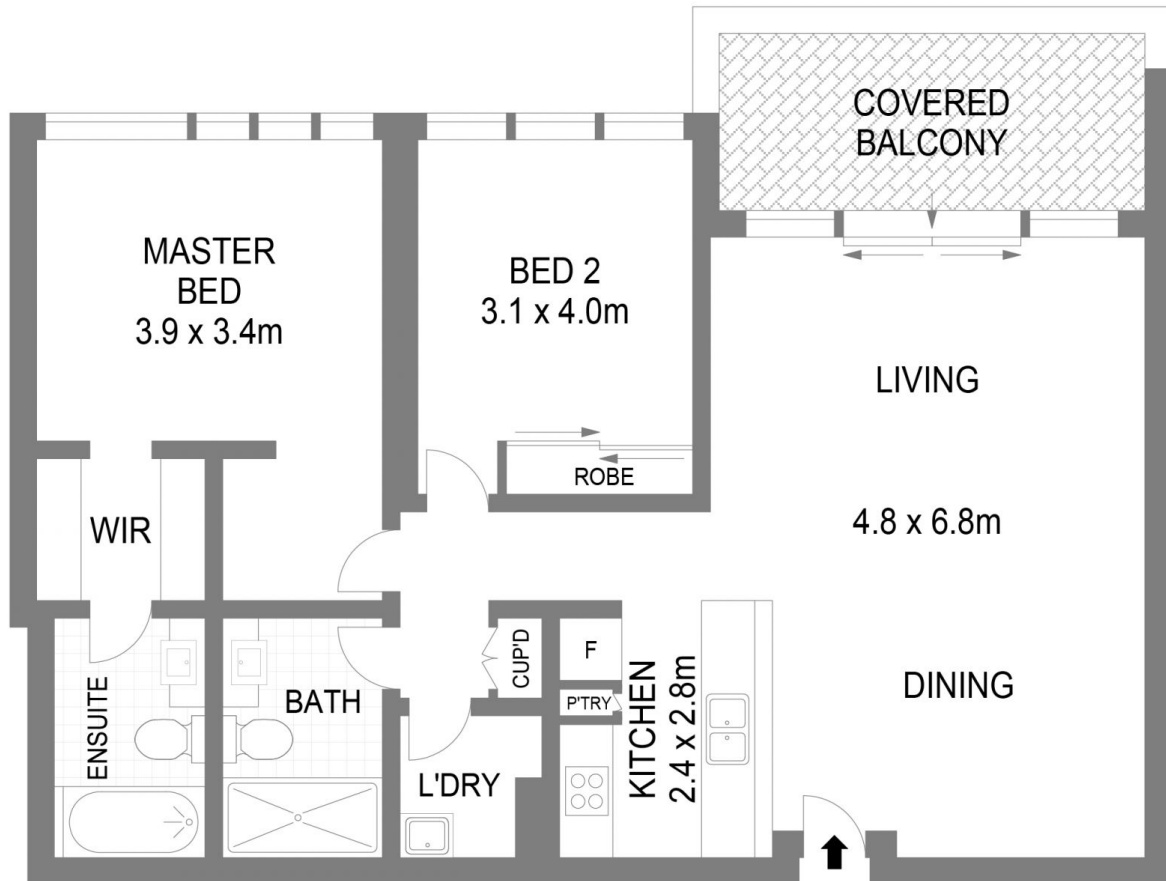 COVERED
BALCONY
MASTER
BED
3.9 x 3.4m
BED 2
3.1 x 4.0m
LIVING
ROBE
WIR
4.8 x 6.8m
CUP'D
F
P'TRY
KITCHEN
2.4 x 2.8m
DINING
ENSUITE
BATH
L'DRY